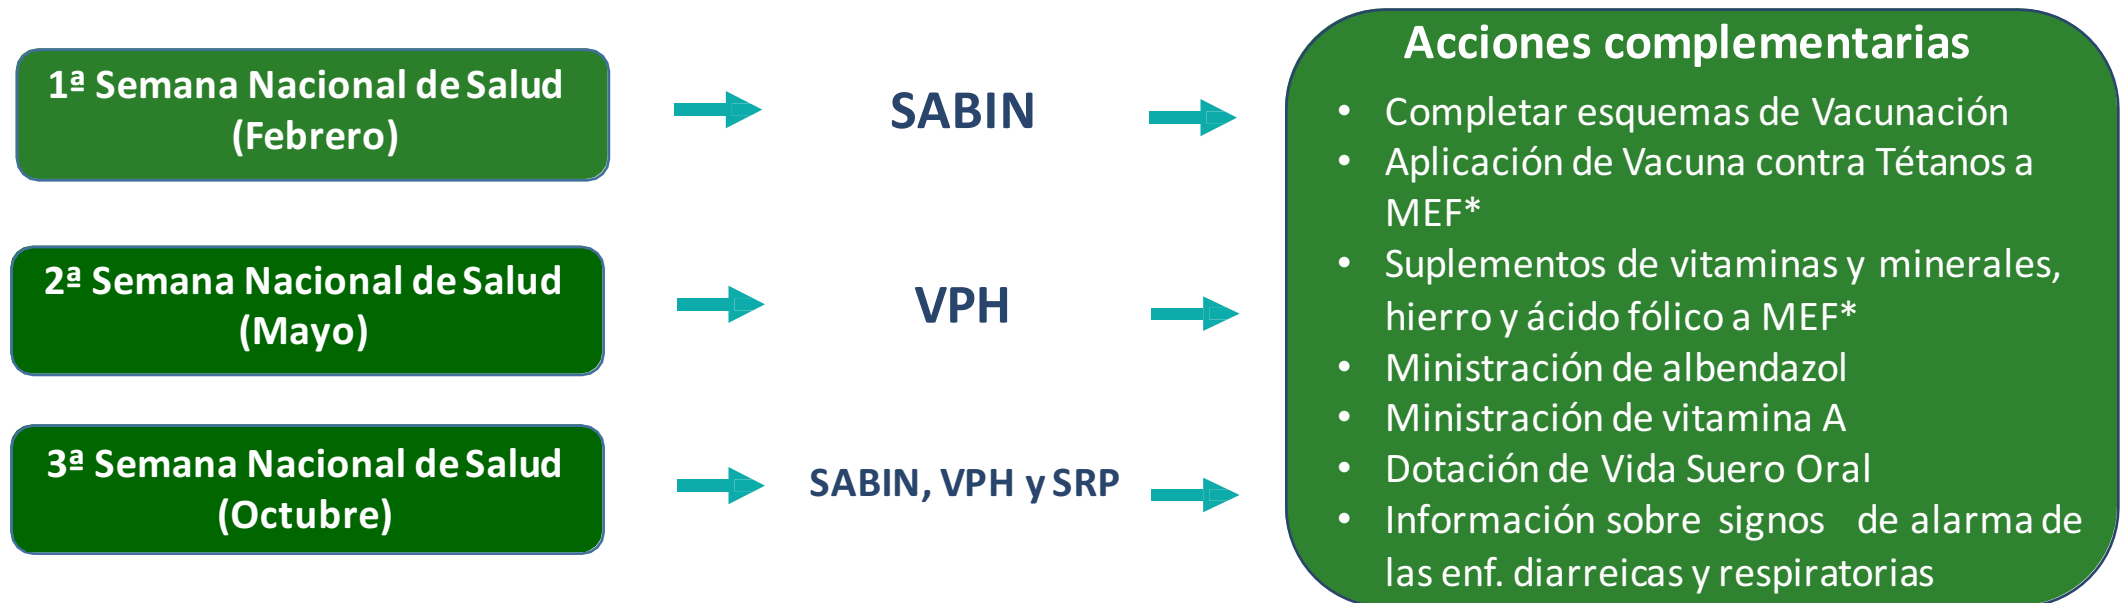 1ª Semana Nacional de Salud
(Febrero)
SABIN
2ª Semana Nacional de Salud
(Mayo)
VPH
3ª Semana Nacional de Salud
(Octubre)
SABIN, VPH y SRP
Acciones complementarias
• Completar esquemas de Vacunación
• Aplicación de Vacuna contra Tétanos a
MEF*
• Suplementos de vitaminas y minerales,
hierro y ácido fólico a MEF*
• Ministración de albendazol
• Ministración de vitamina A
• Dotación de Vida Suero Oral
• Información sobre signos de alarma de
las enf. diarreicas y respiratorias